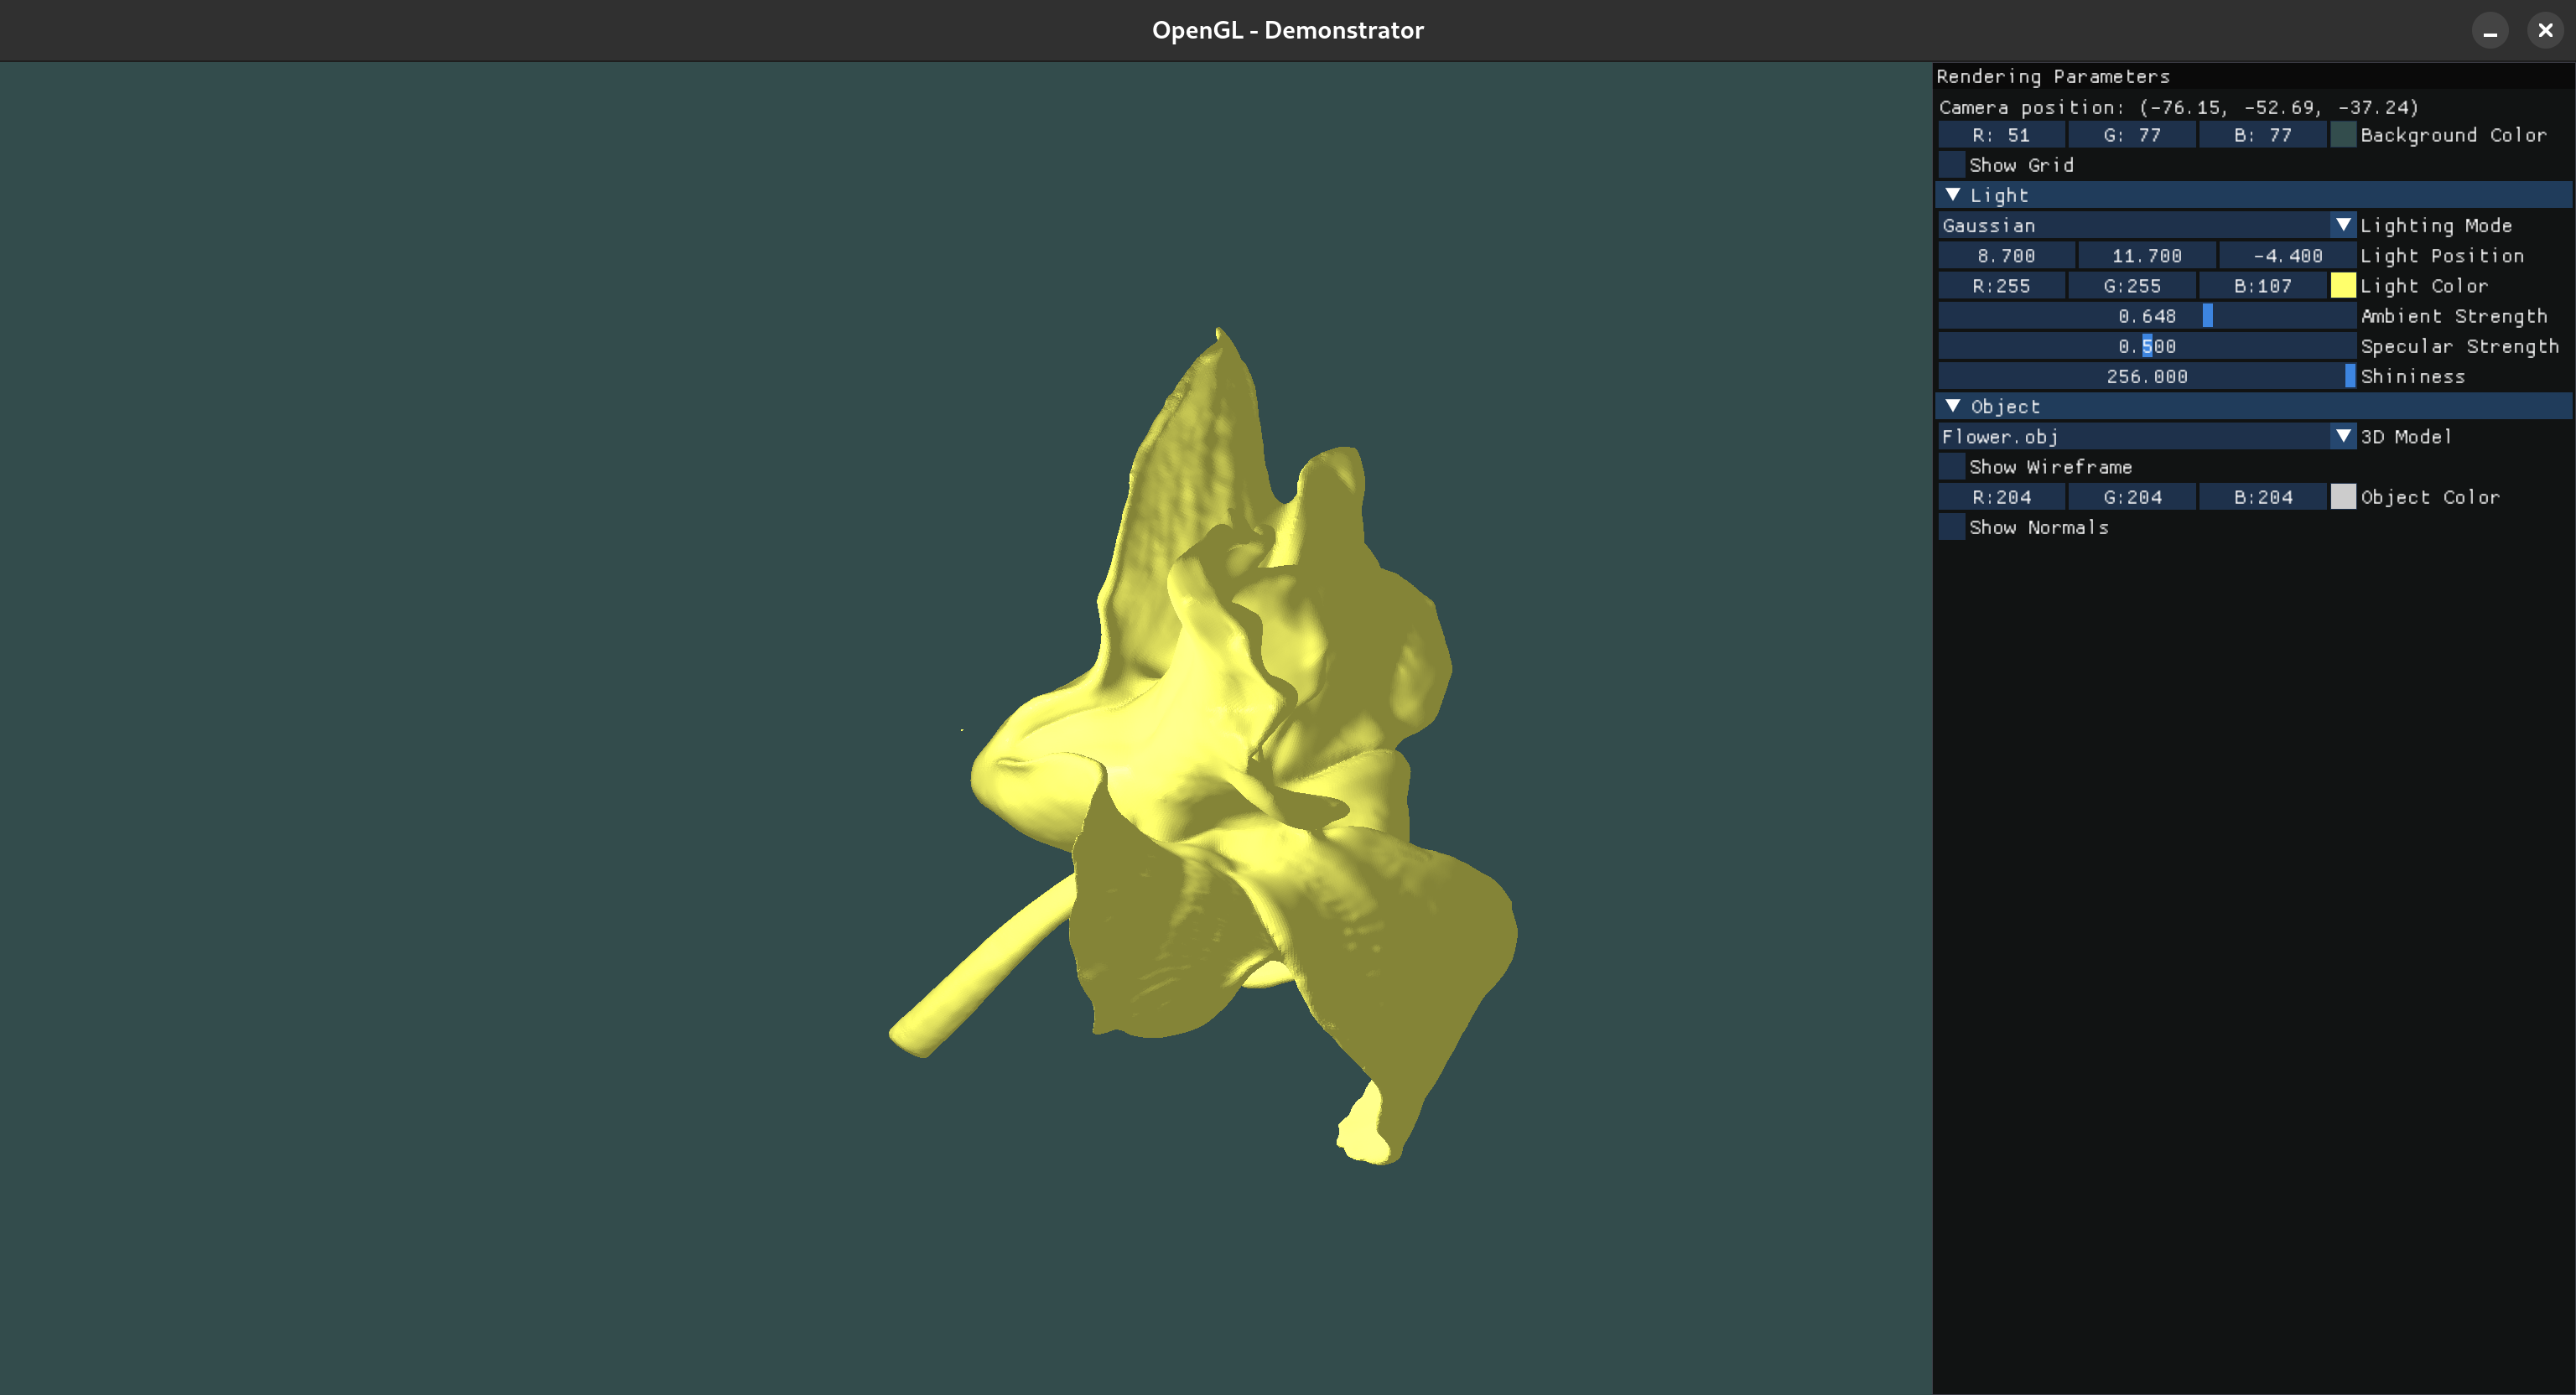 OpenGL - Demonstrator
Rendering Parameters
Camera position: (-76.15, -52.69, -37.24)
R: 51 G: 77 B: 77 Background Color
Show Grid
Light
Gaussian Lighting Mode
8.700 11.700 -4.400 Light Position
R:255 G:255 B:107 Light Color
0.648 Ambient Strength
0.500 Specular Strength
256.000 Shininess
Object
Flower.obj 3D Model
Show Wireframe
R:204 G:204 B:204 Object Color
Show Normals